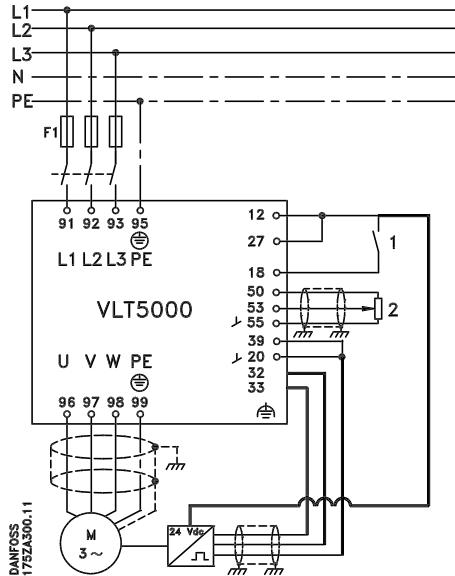 L1
L2
L3
N
PE
F1
91 92 93 95
L1 L2 L3 PE
12
27
18
50
53
55
39
20
32
33
1
2
VLT5000
U V W PE
96 97 98 99
M
3~
24 Vdc
DANFOSS
175ZA300.11